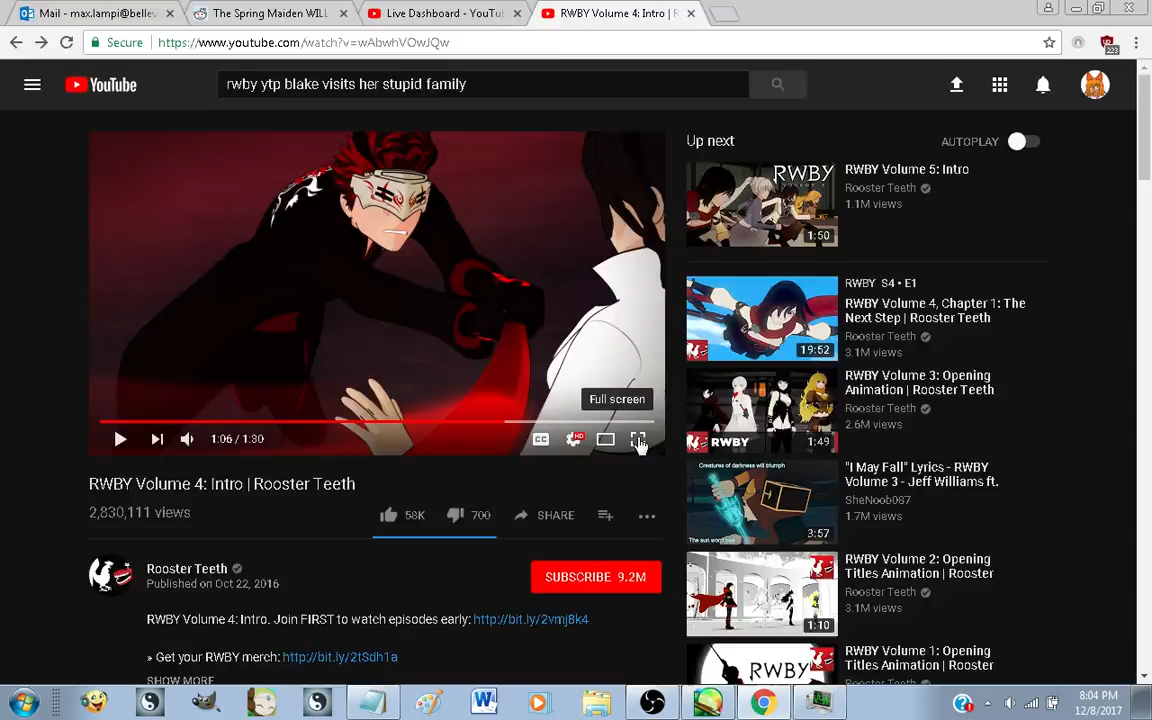 Mail - max.lampi@belle
The Spring Maiden WILL
Live Dashboard - YouTu
RWBY Volume 4: Intro |
Secure
https://www.youtube.com/watch?v=wAbwhVOwJQw
223
YouTube
rwby ytp blake visits her stupid family
Up next
AUTOPLAY
RWBY
1:50
RWBY Volume 5: Intro
Rooster Teeth
1.1M views
19:52
RWBY S4 • E1
RWBY Volume 4, Chapter 1: The
Next Step | Rooster Teeth
Rooster Teeth
3.1M views
RWBY
1:49
RWBY Volume 3: Opening
Animation | Rooster Teeth
Rooster Teeth
2.6M views
Creatures of darkness will triumph
The sun won't
3:57
"I May Fall" Lyrics - RWBY
Volume 3 - Jeff Williams ft.
SheNoob087
1.7M views
1:10
RWBY Volume 2: Opening
Titles Animation | Rooster
Rooster Teeth
3.1M views
RWBY
RWBY Volume 1: Opening
Titles Animation | Rooster
Full screen
1:06 / 1:30
CC
HD
RWBY Volume 4: Intro | Rooster Teeth
2,830,111 views
58K
700
SHARE
Rooster Teeth
Published on Oct 22, 2016
SUBSCRIBE 9.2M
RWBY Volume 4: Intro. Join FIRST to watch episodes early: http://bit.ly/2vmj8k4
» Get your RWBY merch: http://bit.ly/2tSdh1a
SHOW MORE
8:04 PM
12/8/2017